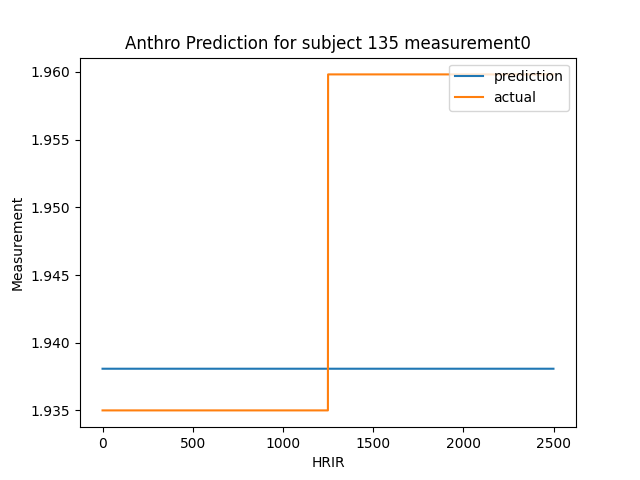 Anthro Prediction for subject 135 measurement0
prediction
actual
1.960
1.955
1.950
1.945
1.940
1.935
Measurement
0 500 1000 1500 2000 2500
HRIR